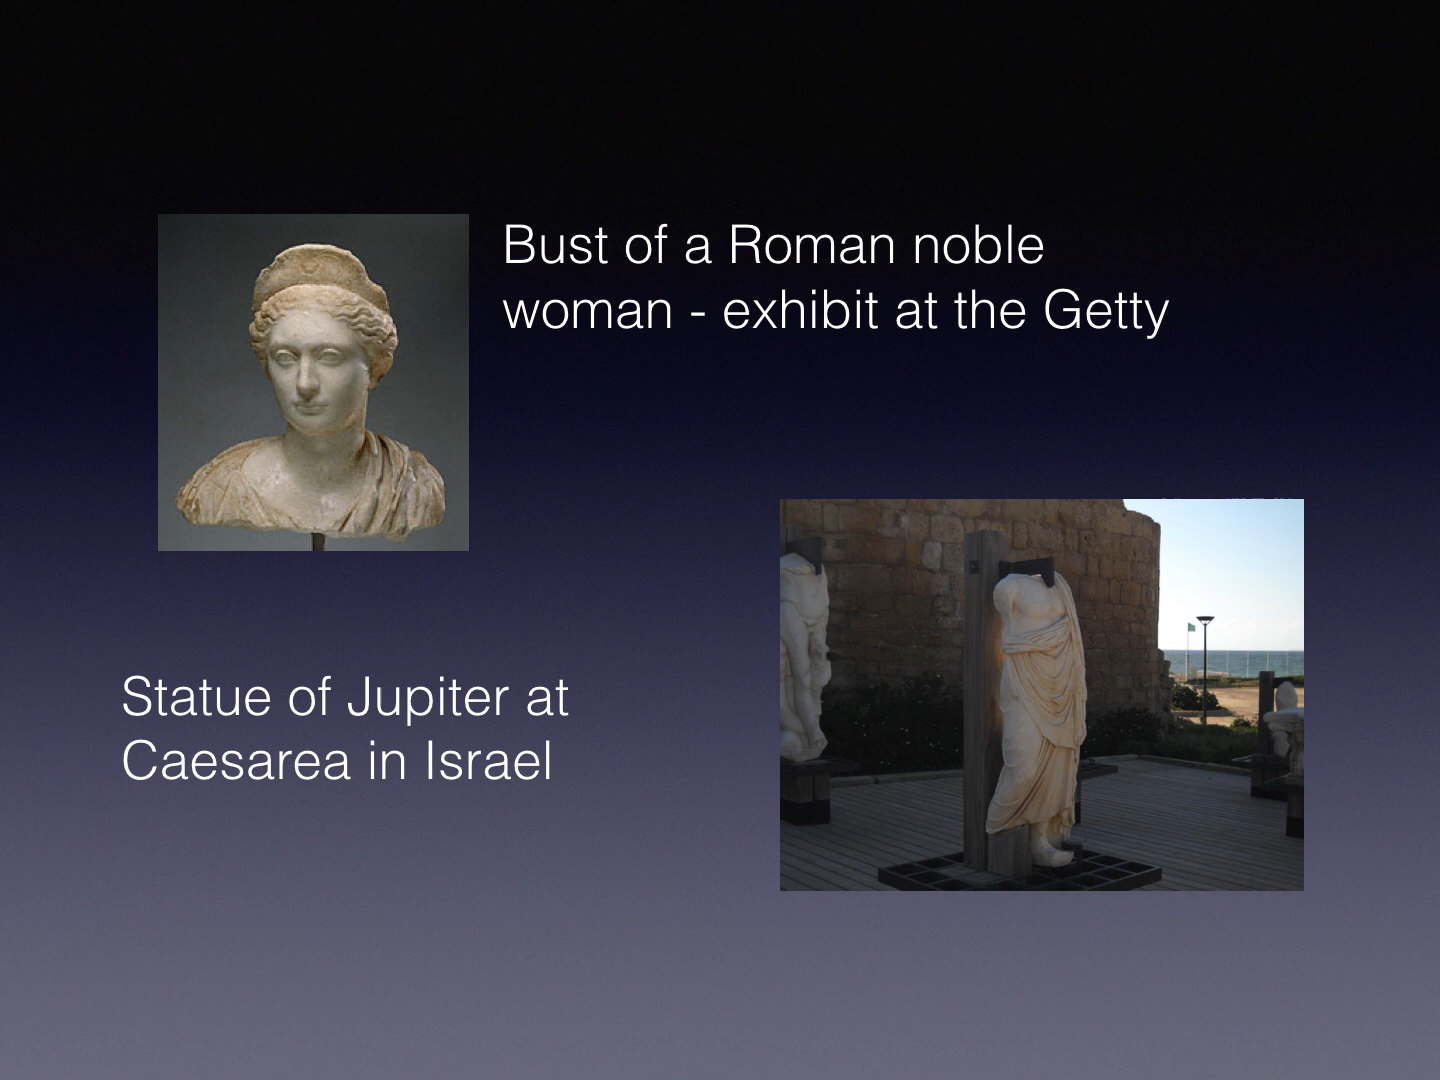 Bust of a Roman noble
woman - exhibit at the Getty
Statue of Jupiter at
Caesarea in Israel